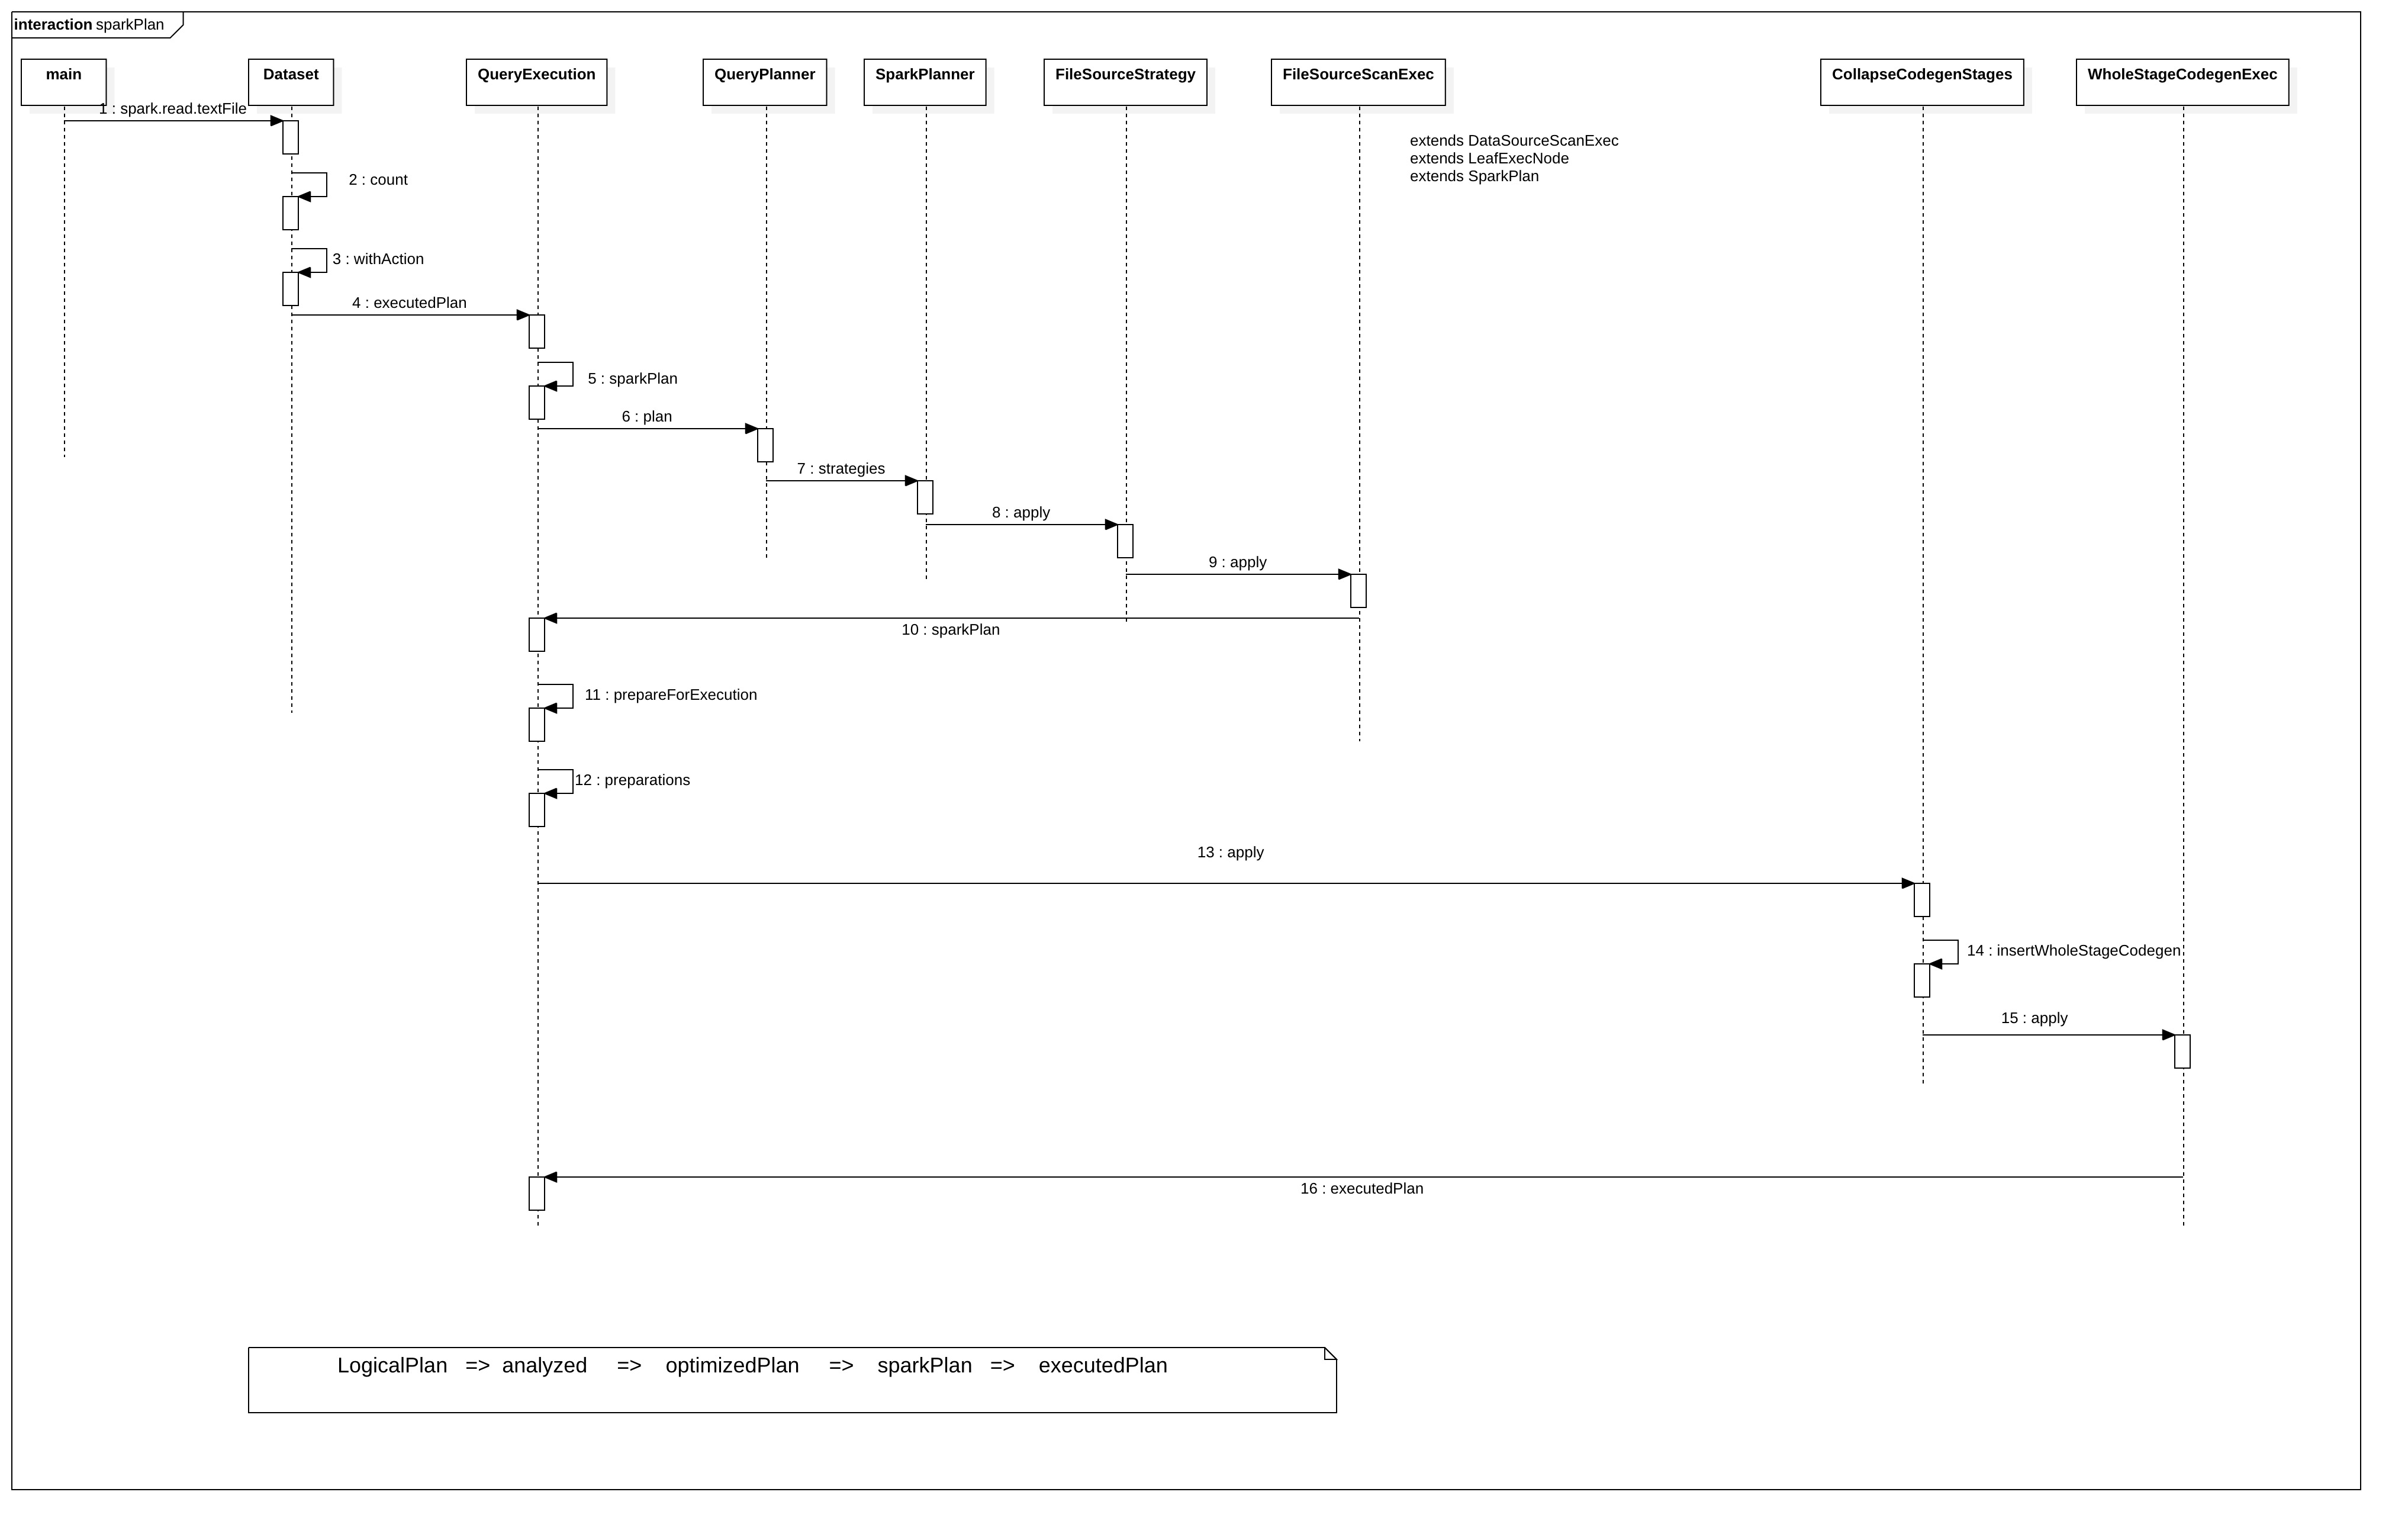 interaction sparkPlan
main
Dataset
QueryExecution
QueryPlanner
SparkPlanner
FileSourceStrategy
FileSourceScanExec
CollapseCodegenStages
WholeStageCodegenExec
1 : spark.read.textFile
extends DataSourceScanExec
extends LeafExecNode
extends SparkPlan
2 : count
3 : withAction
4 : executedPlan
5 : sparkPlan
6 : plan
7 : strategies
8 : apply
9 : apply
10 : sparkPlan
11 : prepareForExecution
12 : preparations
13 : apply
14 : insertWholeStageCodegen
15 : apply
16 : executedPlan
LogicalPlan => analyzed => optimizedPlan => sparkPlan => executedPlan